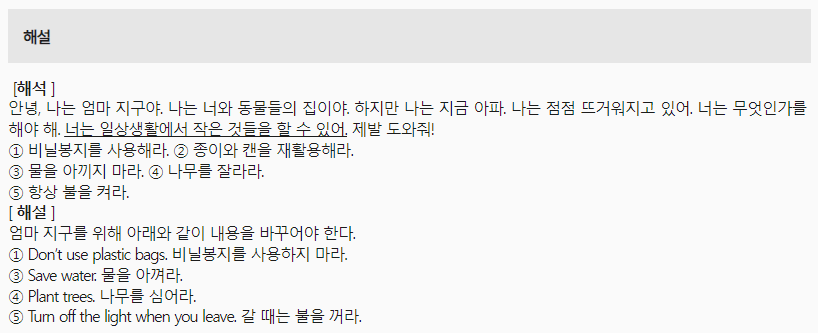 해설
[해석 ]
안녕, 나는 엄마 지구야. 나는 너와 동물들의 집이야. 하지만 나는 지금 아파. 나는 점점 뜨거워지고 있어. 너는 무엇인가를
해야 해. 너는 일상생활에서 작은 것들을 할 수 있어. 제발 도와줘!
① 비닐봉지를 사용해라. ② 종이와 캔을 재활용해라.
③ 물을 아끼지 마라. ④ 나무를 잘라라.
⑤ 항상 불을 켜라.
[ 해설 ]
엄마 지구를 위해 아래와 같이 내용을 바꾸어야 한다.
① Don’t use plastic bags. 비닐봉지를 사용하지 마라.
③ Save water. 물을 아껴라.
④ Plant trees. 나무를 심어라.
⑤ Turn off the light when you leave. 갈 때는 불을 꺼라.